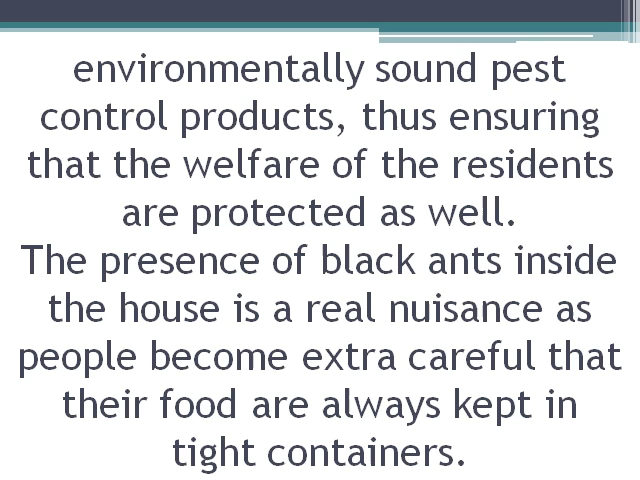 environmentally sound pest
control products, thus ensuring
that the welfare of the residents
are protected as well.
The presence of black ants inside
the house is a real nuisance as
people become extra careful that
their food are always kept in
tight containers.